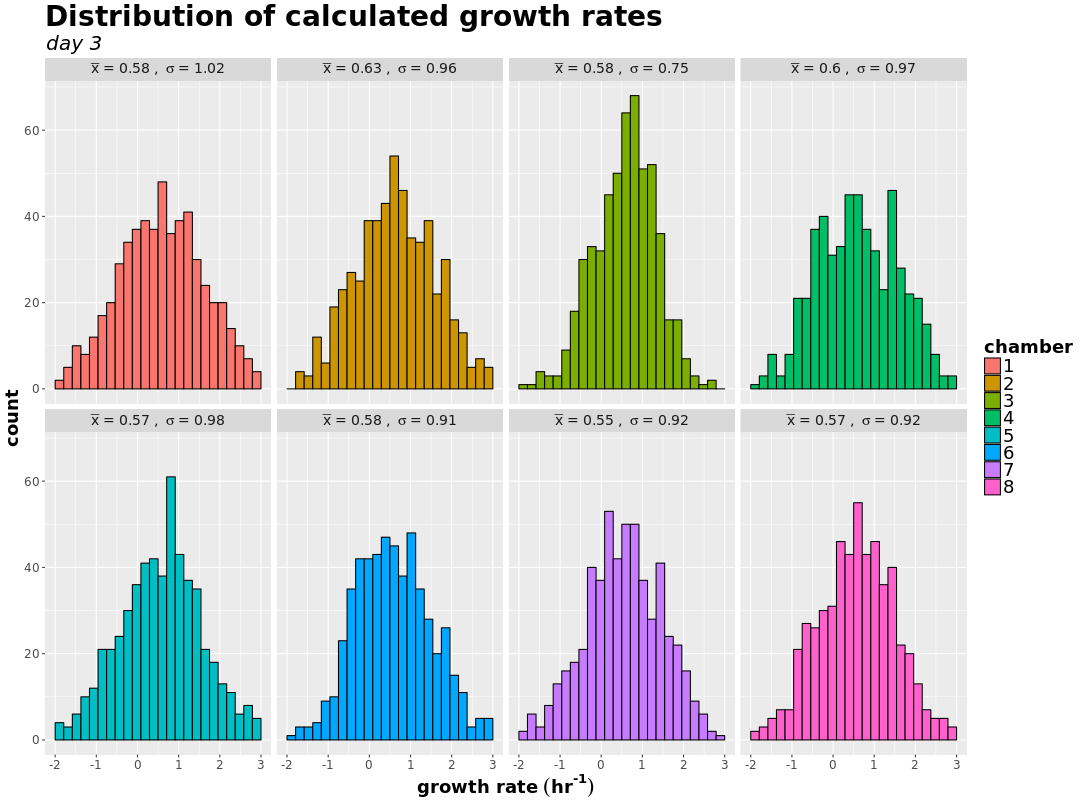 Distribution of calculated growth rates
day 3
x̅ = 0.58 , σ = 1.02
x̅ = 0.63 , σ = 0.96
x̅ = 0.58 , σ = 0.75
x̅ = 0.6 , σ = 0.97
60
40
20
0
x̅ = 0.57 , σ = 0.98
x̅ = 0.58 , σ = 0.91
x̅ = 0.55 , σ = 0.92
x̅ = 0.57 , σ = 0.92
60
40
20
0
-2 -1 0 1 2 3
-2 -1 0 1 2 3
-2 -1 0 1 2 3
-2 -1 0 1 2 3
growth rate (hr⁻¹)
count
chamber
1
2
3
4
5
6
7
8